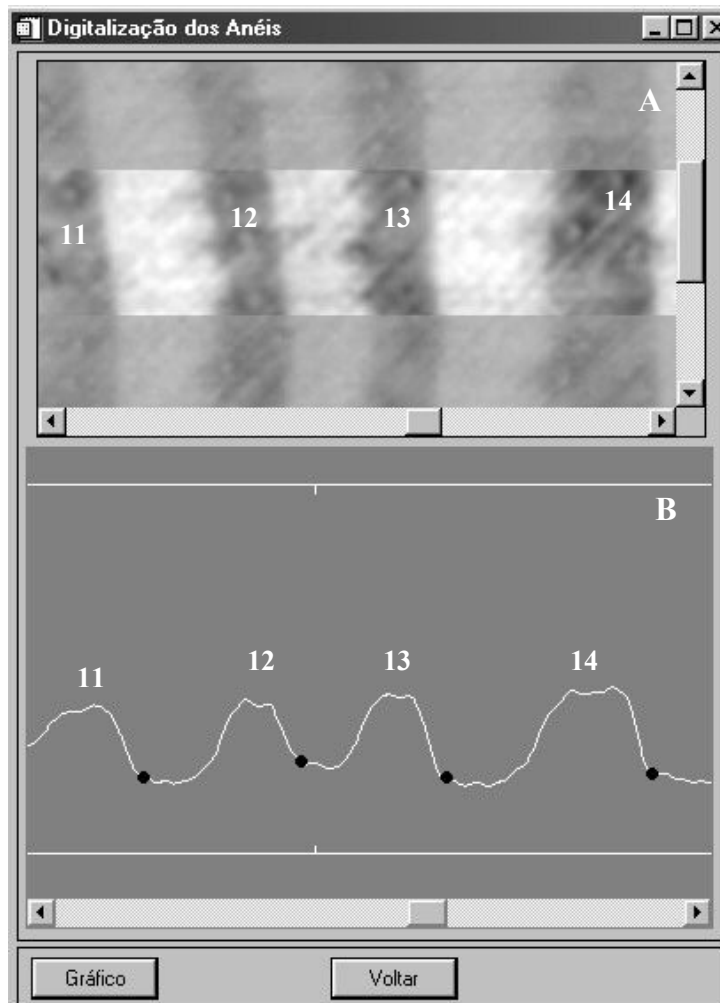 Digitalização dos Anéis
A
11 12 13 14
B
11 12 13 14
Gráfico Voltar